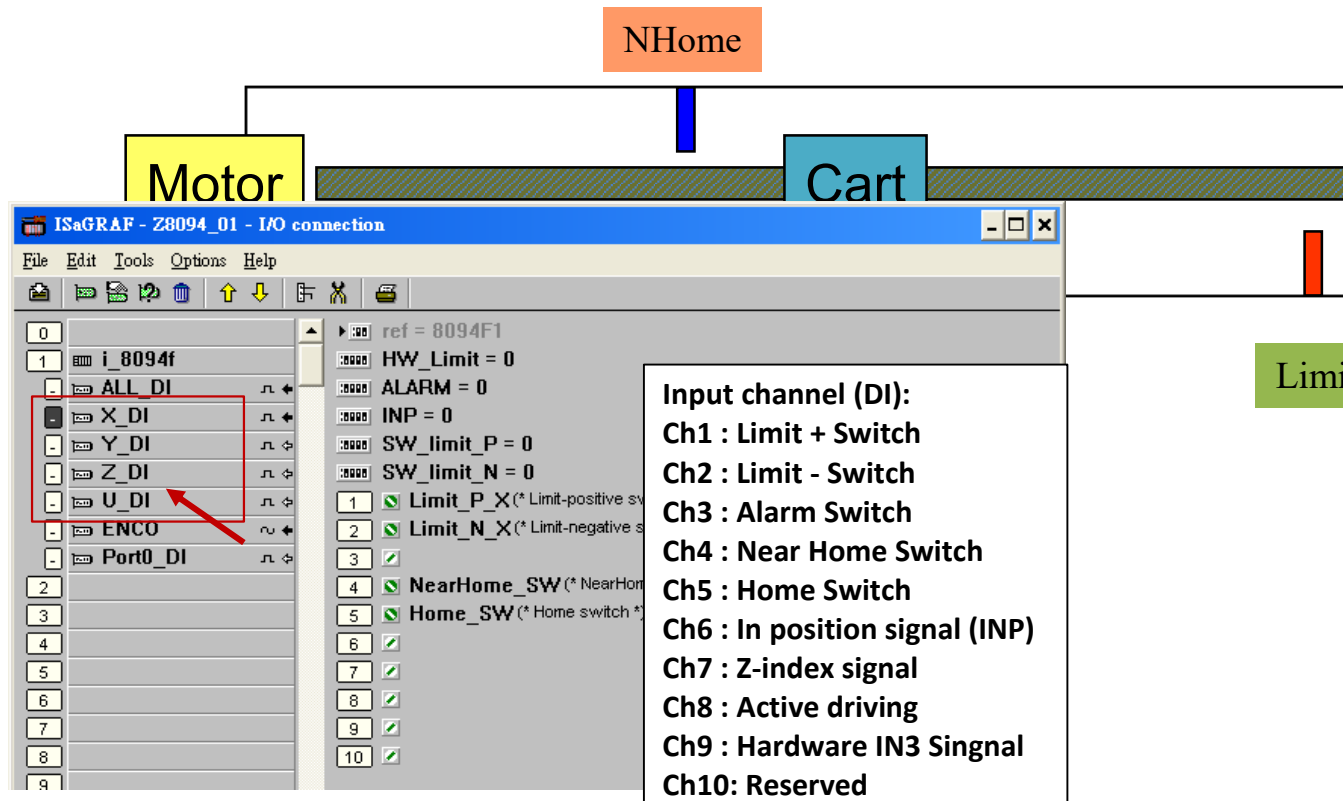 NHome
Motor
Cart
ISaGRAF - Z8094_01 - I/O connection
File Edit Tools Options Help
0
1 i_8094f
- ALL_DI
- X_DI
- Y_DI
- Z_DI
- U_DI
- ENCO
- Port0_DI
2
3
4
5
6
7
8
9
ref = 8094F1
HW_Limit = 0
ALARM = 0
INP = 0
SW_limit_P = 0
SW_limit_N = 0
1 Limit_P_X (* Limit-positive sv
2 Limit_N_X (* Limit-negative s
3
4 NearHome_SW (* NearHom
5 Home_SW (* Home switch *)
6
7
8
9
10
Input channel (DI):
Ch1 : Limit + Switch
Ch2 : Limit - Switch
Ch3 : Alarm Switch
Ch4 : Near Home Switch
Ch5 : Home Switch
Ch6 : In position signal (INP)
Ch7 : Z-index signal
Ch8 : Active driving
Ch9 : Hardware IN3 Singnal
Ch10: Reserved
Limi